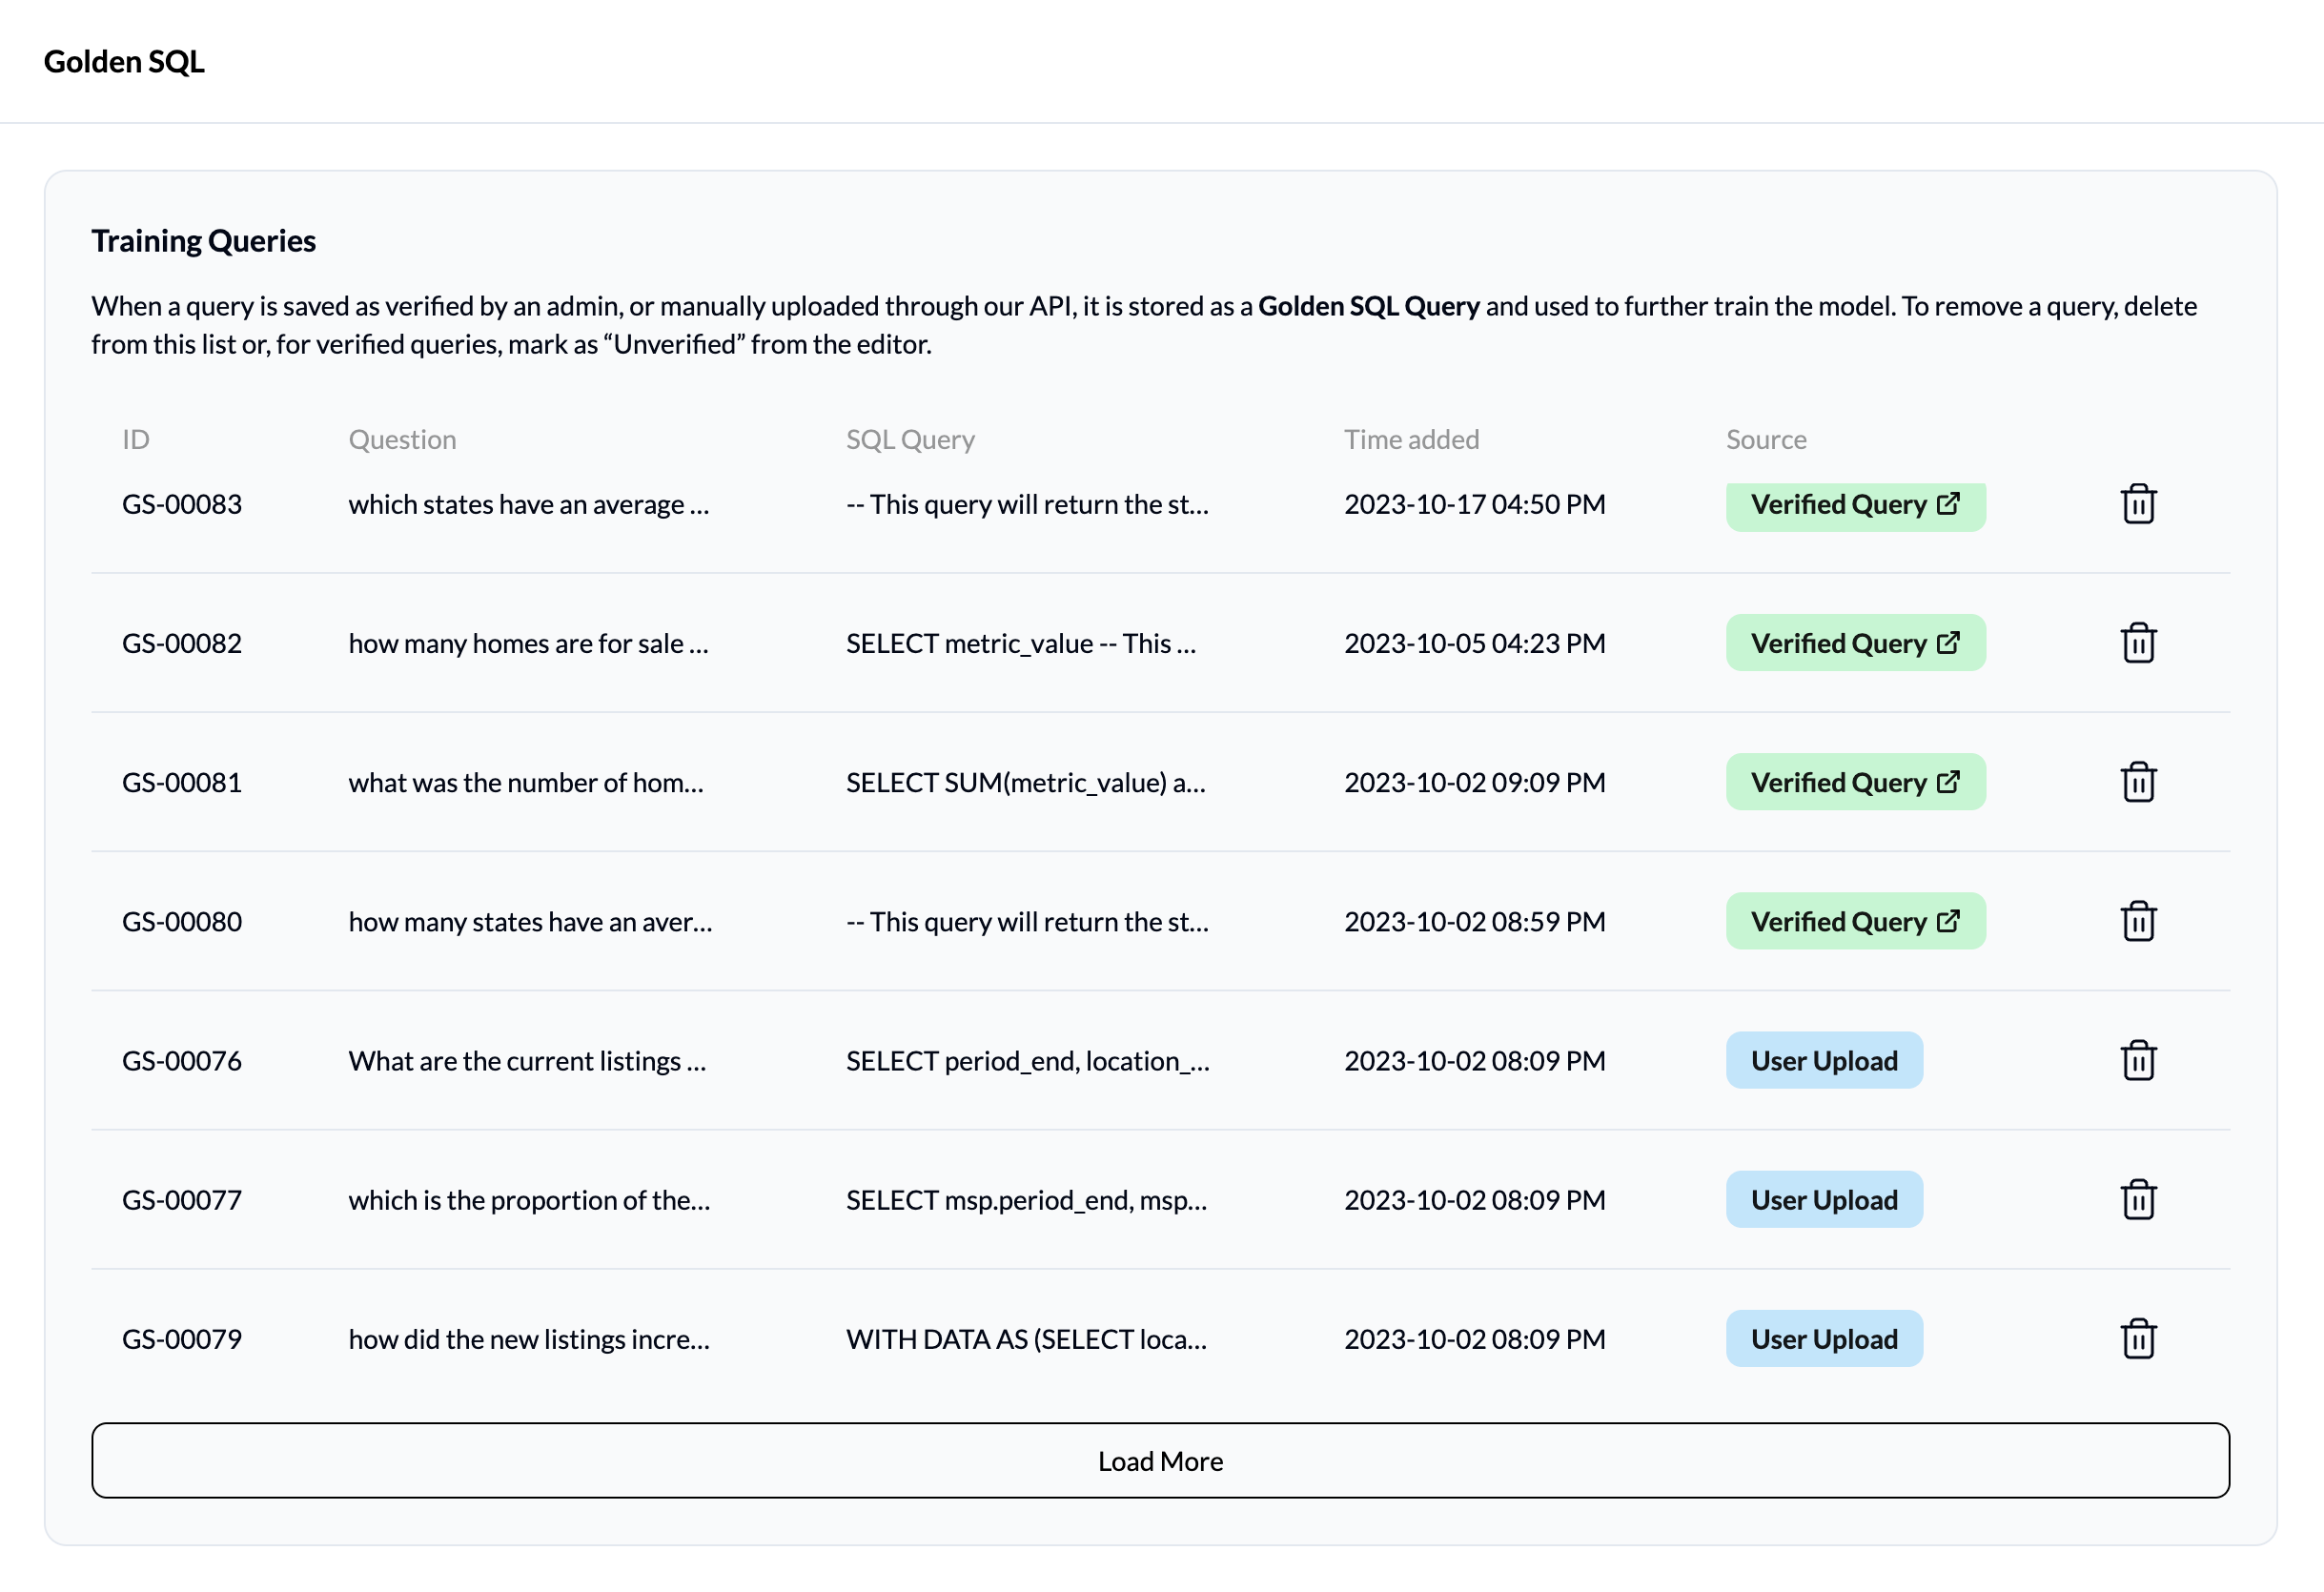 Golden SQL
Training Queries
When a query is saved as verified by an admin, or manually uploaded through our API, it is stored as a Golden SQL Query and used to further train the model. To remove a query, delete
from this list or, for verified queries, mark as “Unverified” from the editor.
ID Question SQL Query Time added Source
GS-00083 which states have an average ... -- This query will return the st... 2023-10-17 04:50 PM Verified Query
GS-00082 how many homes are for sale ... SELECT metric_value -- This ... 2023-10-05 04:23 PM Verified Query
GS-00081 what was the number of hom... SELECT SUM(metric_value) a... 2023-10-02 09:09 PM Verified Query
GS-00080 how many states have an aver... -- This query will return the st... 2023-10-02 08:59 PM Verified Query
GS-00076 What are the current listings ... SELECT period_end, location_... 2023-10-02 08:09 PM User Upload
GS-00077 which is the proportion of the... SELECT msp.period_end, msp... 2023-10-02 08:09 PM User Upload
GS-00079 how did the new listings incre... WITH DATA AS (SELECT loca... 2023-10-02 08:09 PM User Upload
Load More